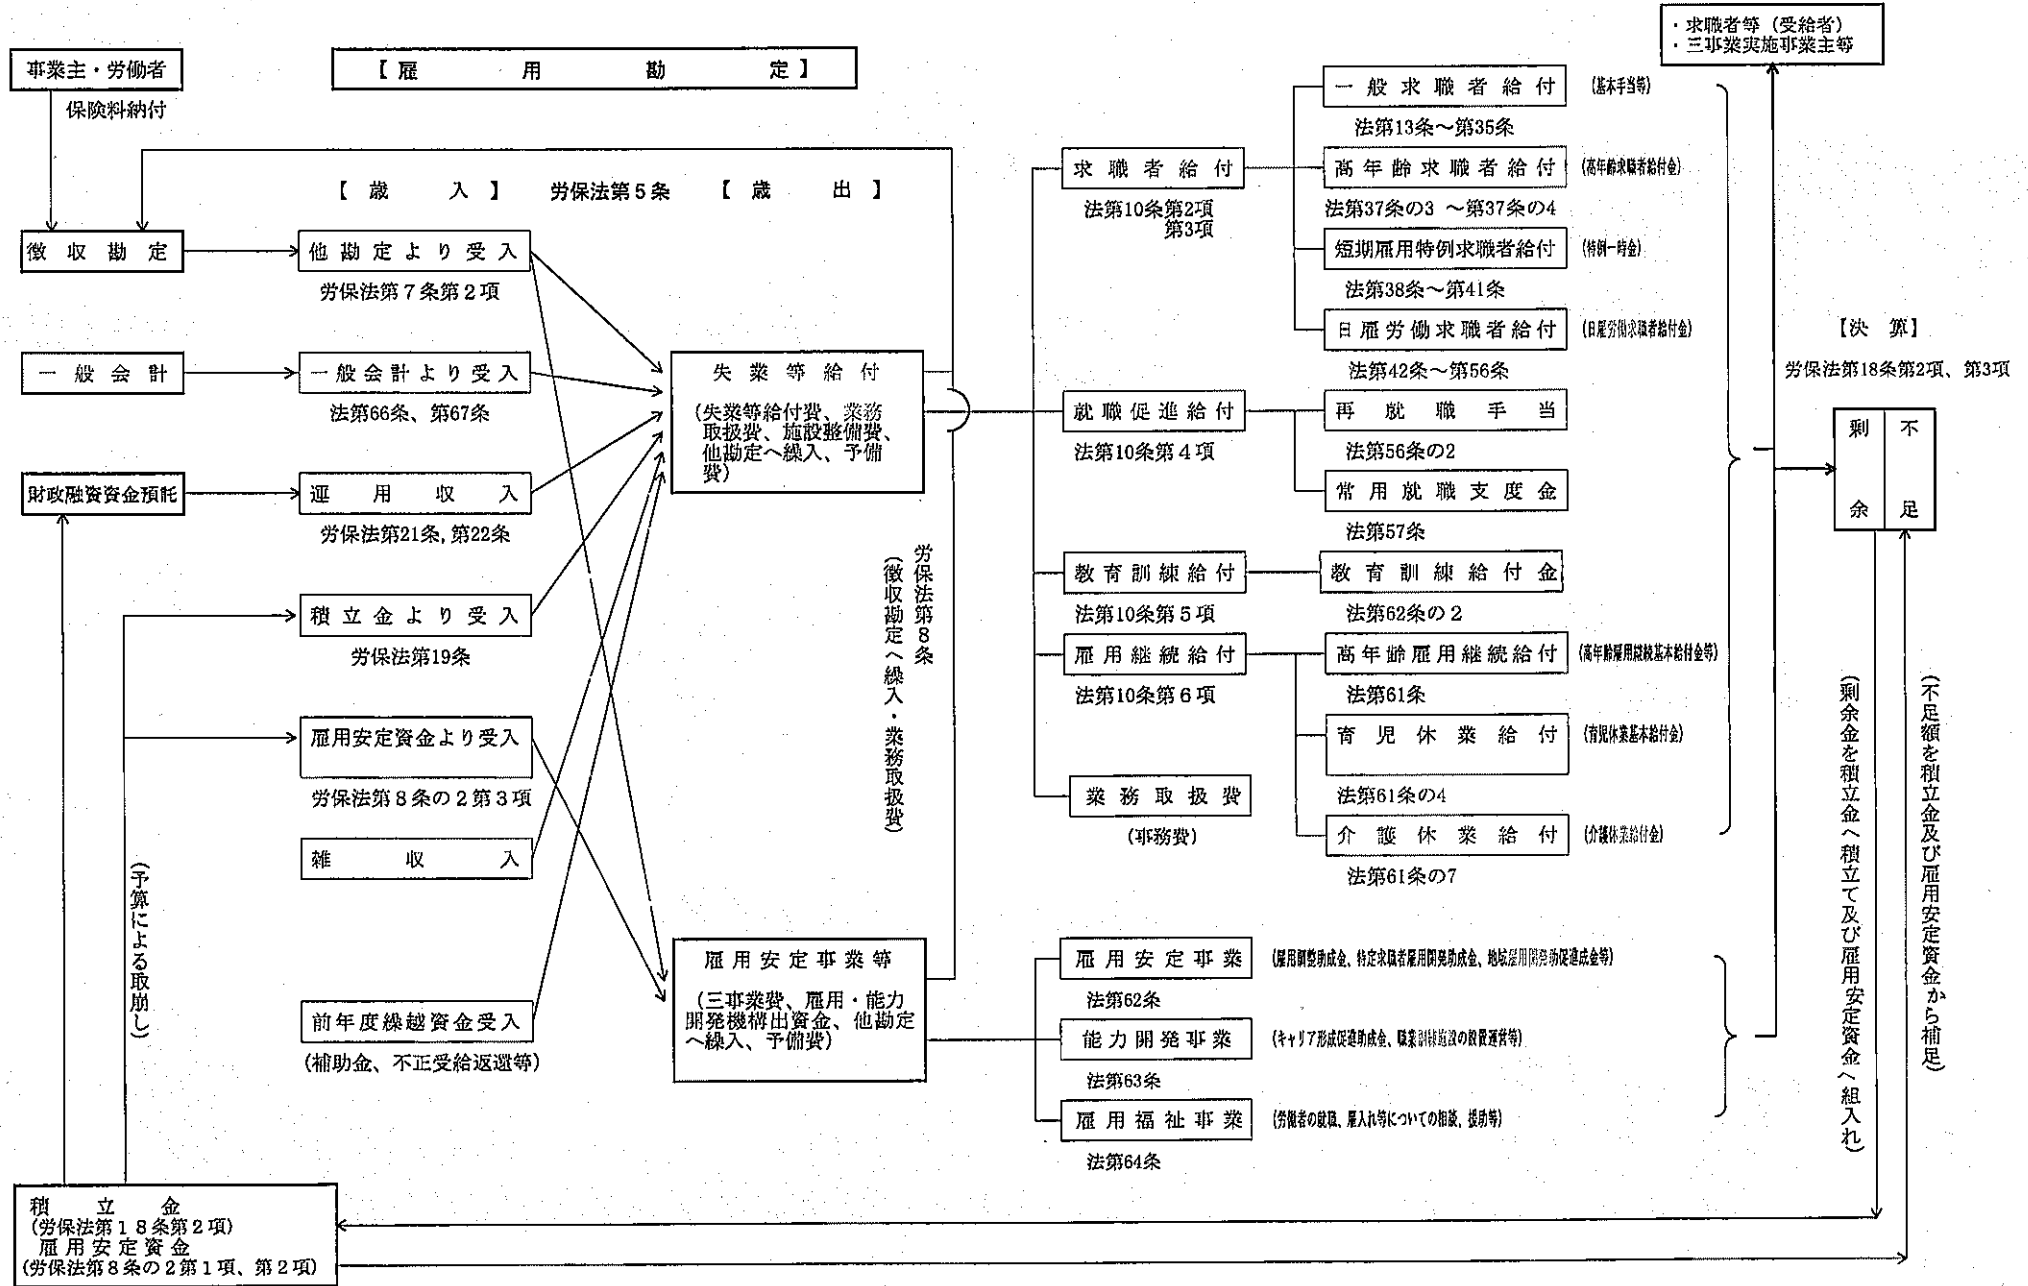 ・求職者等（受給者）
・三事業実施事業主等
事業主・労働者
【雇用勘定】
保険料納付
一般求職者給付
(基本手当等)
法第13条～第35条
求職者給付
高年齢求職者給付
(高年齢求職者給付金)
【歳入】
労保法第５条
【歳出】
法第10条第2項
第3項
法第37条の3 ～第37条の4
徴収勘定
他勘定より受入
短期雇用特例求職者給付
(特例一時金)
労保法第７条第２項
法第38条～第41条
日雇労働求職者給付
(日雇労働求職者給付金)
【決算】
一般会計
一般会計より受入
失業等給付
法第42条～第56条
労保法第18条第2項、第3項
法第66条、第67条
(失業等給付費、業務
取扱費、施設整備費、
他勘定へ繰入、予備
費)
就職促進給付
再就職手当
剰余
不足
法第10条第４項
法第56条の2
財政融資資金預託
運用収入
常用就職支度金
労保法第21条,第22条
法第57条
労保法第８条
(徴収勘定へ繰入・業務取扱費)
教育訓練給付
教育訓練給付金
積立金より受入
法第10条第５項
法第62条の２
労保法第19条
雇用継続給付
高年齢雇用継続給付
(高年齢雇用継続基本給付金等)
法第10条第６項
法第61条
雇用安定資金より受入
育児休業給付
(育児休業基本給付金)
労保法第８条の２第３項
業務取扱費
法第61条の4
(事務費)
雑収入
介護休業給付
(介護休業給付金)
法第61条の7
(予算による取崩し)
(剰余金を積立金へ積立て及び雇用安定資金へ組入れ)
(不足額を積立金及び雇用安定資金から補足)
雇用安定事業等
雇用安定事業
(雇用調整助成金、特定求職者雇用開発助成金、地域雇用開発助促進成金等)
(三事業費、雇用・能力
開発機構出資金、他勘定
へ繰入、予備費)
法第62条
前年度繰越資金受入
能力開発事業
(キャリア形成促進助成金、職業訓練施設の設置運営等)
(補助金、不正受給返還等)
法第63条
雇用福祉事業
(労働者の就職、雇入れ等についての相談、援助等)
法第64条
積立金
(労保法第１８条第２項)
雇用安定資金
(労保法第８条の２第１項、第２項)